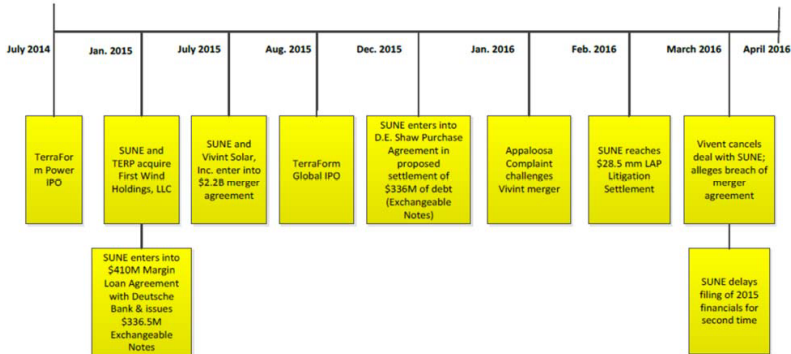 July 2014
Jan. 2015
July 2015
Aug. 2015
Dec. 2015
Jan. 2016
Feb. 2016
March 2016
April 2016
TerraFor
m Power
IPO
SUNE and
TERP acquire
First Wind
Holdings, LLC
SUNE and
Vivint Solar,
Inc. enter into
$2.2B merger
agreement
TerraForm
Global IPO
SUNE enters into
D.E. Shaw Purchase
Agreement in
proposed
settlement of
$336M of debt
(Exchangeable
Notes)
Appaloosa
Complaint
challenges
Vivint merger
SUNE reaches
$28.5 mm LAP
Litigation
Settlement
Vivent cancels
deal with SUNE;
alleges breach of
merger
agreement
SUNE enters into
$410M Margin
Loan Agreement
with Deutsche
Bank & issues
$336.5M
Exchangeable
Notes
SUNE delays
filing of 2015
financials for
second time